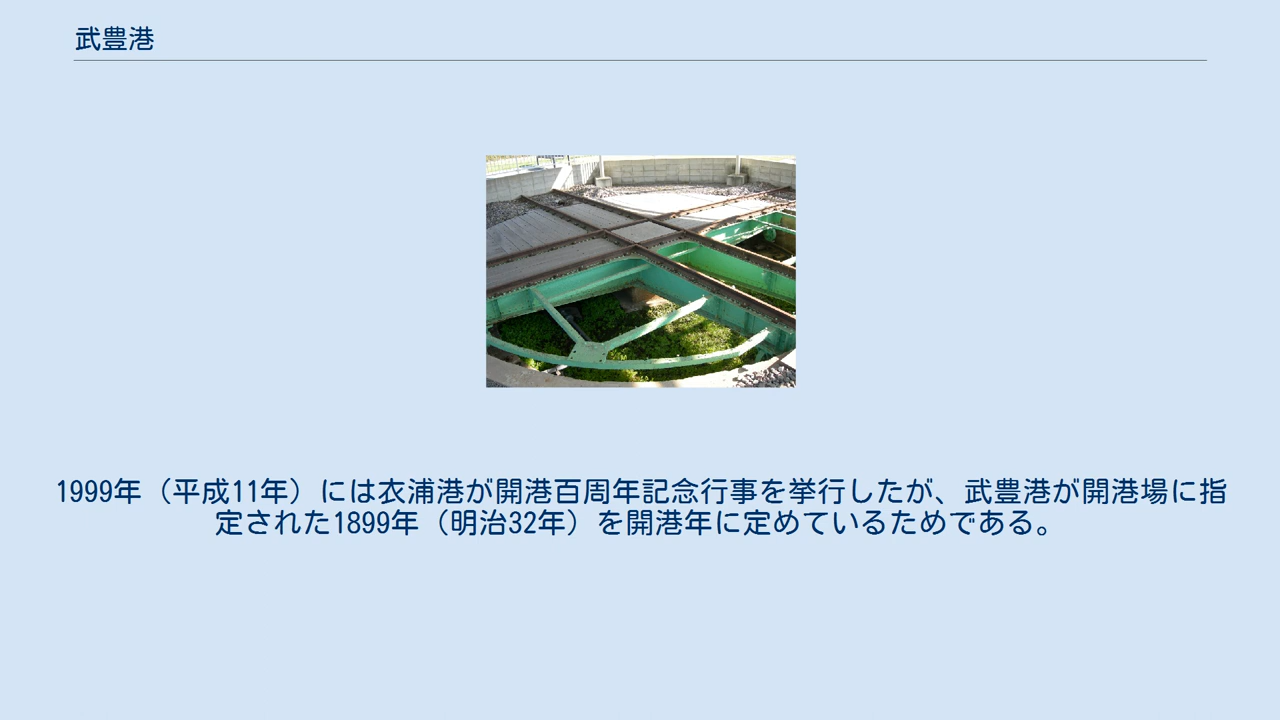 武豊港
1999年（平成11年）には衣浦港が開港百周年記念行事を挙行したが、武豊港が開港場に指
定された1899年（明治32年）を開港年に定めているためである。